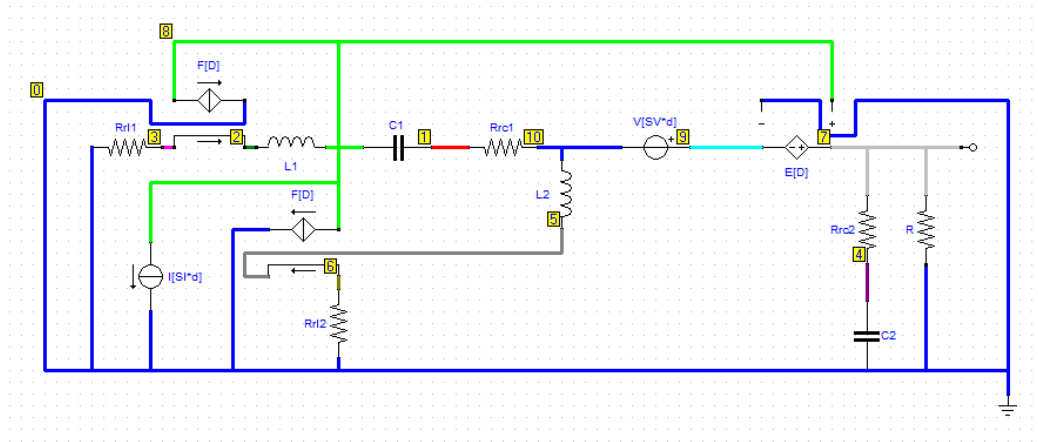 8
F[D]
0
Rrl1
3
2
L1
C1
1
Rrc1
10
V[SV*d]
+
9
−
+
7
− +
E[D]
L2
F[D]
5
Rrc2
R
4
I[SI*d]
6
Rrl2
C2